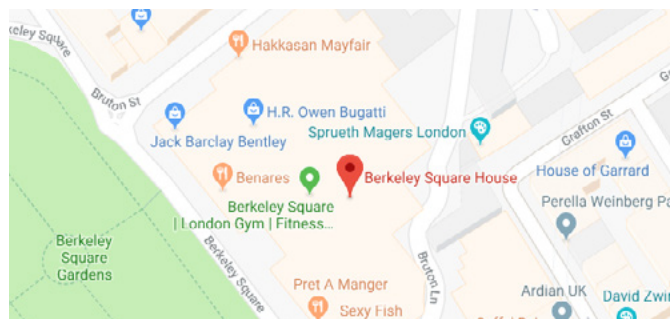 keley Square
Bruton St
Hakkasan Mayfair
H.R. Owen Bugatti
Jack Barclay Bentley
Sprueth Magers London
Grafton St
House of Garrard
Benares
Berkeley Square House
Berkeley Square
| London Gym | Fitness...
Perella Weinberg Pa
Berkeley
Square
Gardens
Berkeley Square
Bruton Ln
Pret A Manger
Sexy Fish
Ardian UK
David Zwir